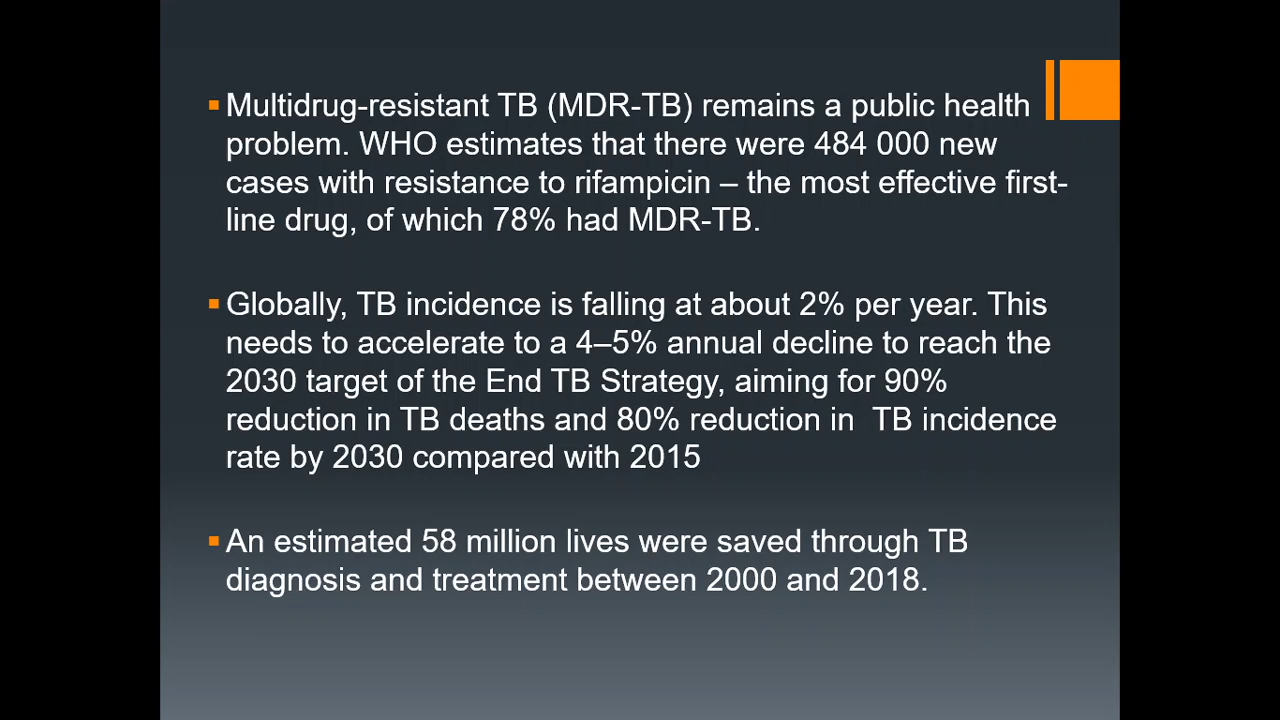 Multidrug-resistant TB (MDR-TB) remains a public health
problem. WHO estimates that there were 484 000 new
cases with resistance to rifampicin – the most effective first-
line drug, of which 78% had MDR-TB.
Globally, TB incidence is falling at about 2% per year. This
needs to accelerate to a 4–5% annual decline to reach the
2030 target of the End TB Strategy, aiming for 90%
reduction in TB deaths and 80% reduction in  TB incidence
rate by 2030 compared with 2015
An estimated 58 million lives were saved through TB
diagnosis and treatment between 2000 and 2018.